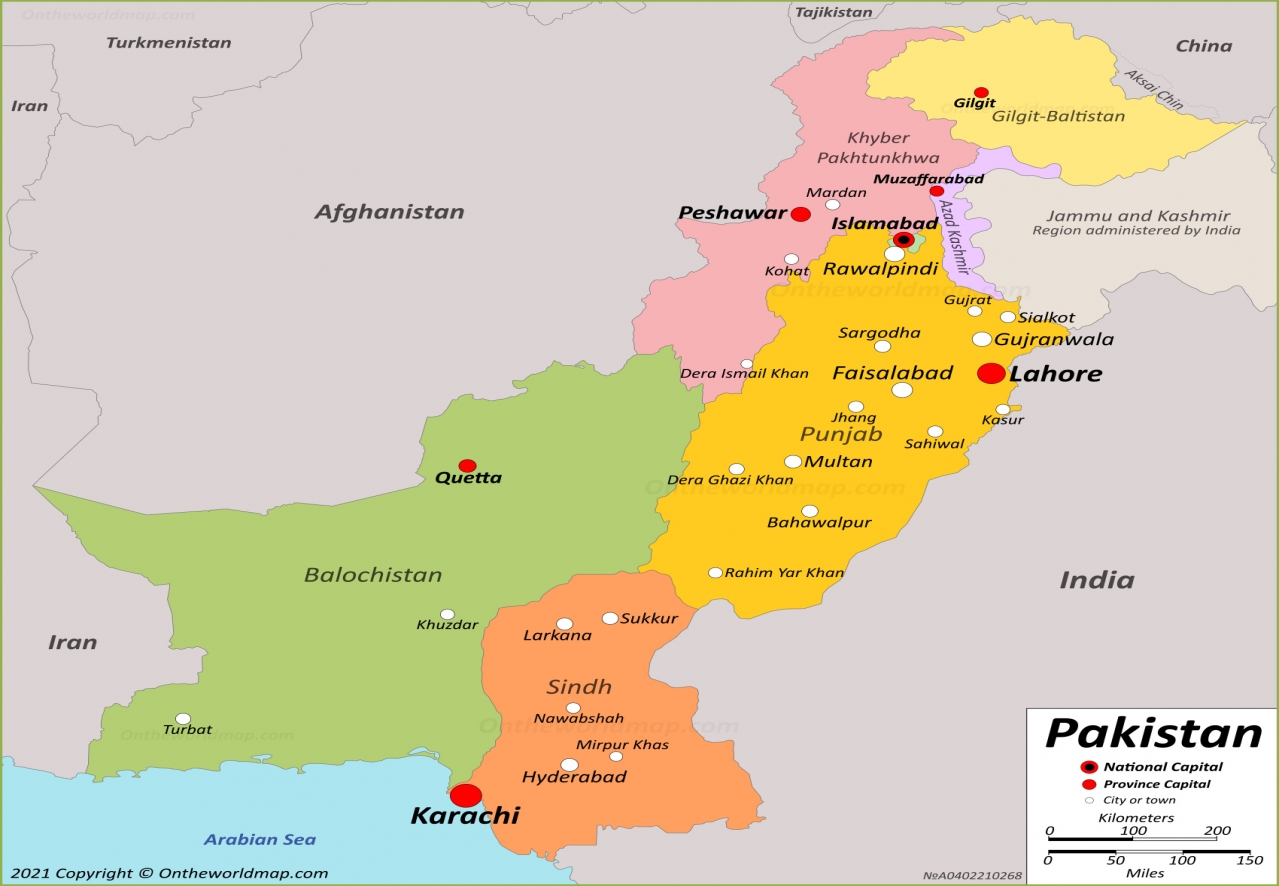 Ontheworldmap.com
Tajikistan
Turkmenistan
China
Iran
Aksai Chin
Gilgit
Ontheworldmap.com
Gilgit-Baltistan
Khyber
Pakhtunkhwa
Muzaffarabad
Mardan
Afghanistan
Peshawar
Islamabad
Azad Kashmir
Jammu and Kashmir
Region administered by India
Kohat
Rawalpindi
Ontheworldmap.com
Gujrat
Sialkot
Sargodha
Gujranwala
Dera Ismail Khan
Faisalabad
Lahore
Jhang
Kasur
Punjab
Sahiwal
Multan
Quetta
Dera Ghazi Khan
Ontheworldmap.com
Bahawalpur
Balochistan
Rahim Yar Khan
India
Khuzdar
Sukkur
Larkana
Iran
Sindh
Nawabshah
Turbat
Ontheworldmap.com
Ontheworldmap.com
Mirpur Khas
Hyderabad
Karachi
Arabian Sea
Pakistan
National Capital
Province Capital
City or town
Kilometers
0 100 200
0 50 100 150
Miles
2021 Copyright © Ontheworldmap.com
№A0402210268